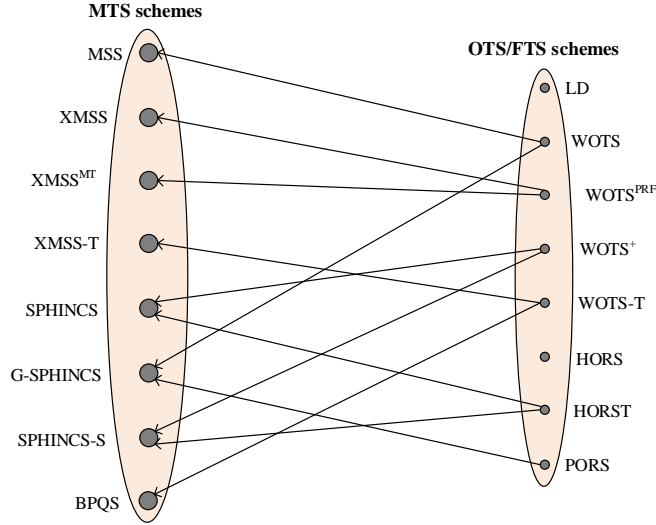 MTS schemes
MSS
XMSS
XMSS^MT
XMSS-T
SPHINCS
G-SPHINCS
SPHINCS-S
BPQS
OTS/FTS schemes
LD
WOTS
WOTS^PRF
WOTS^+
WOTS-T
HORS
HORST
PORS